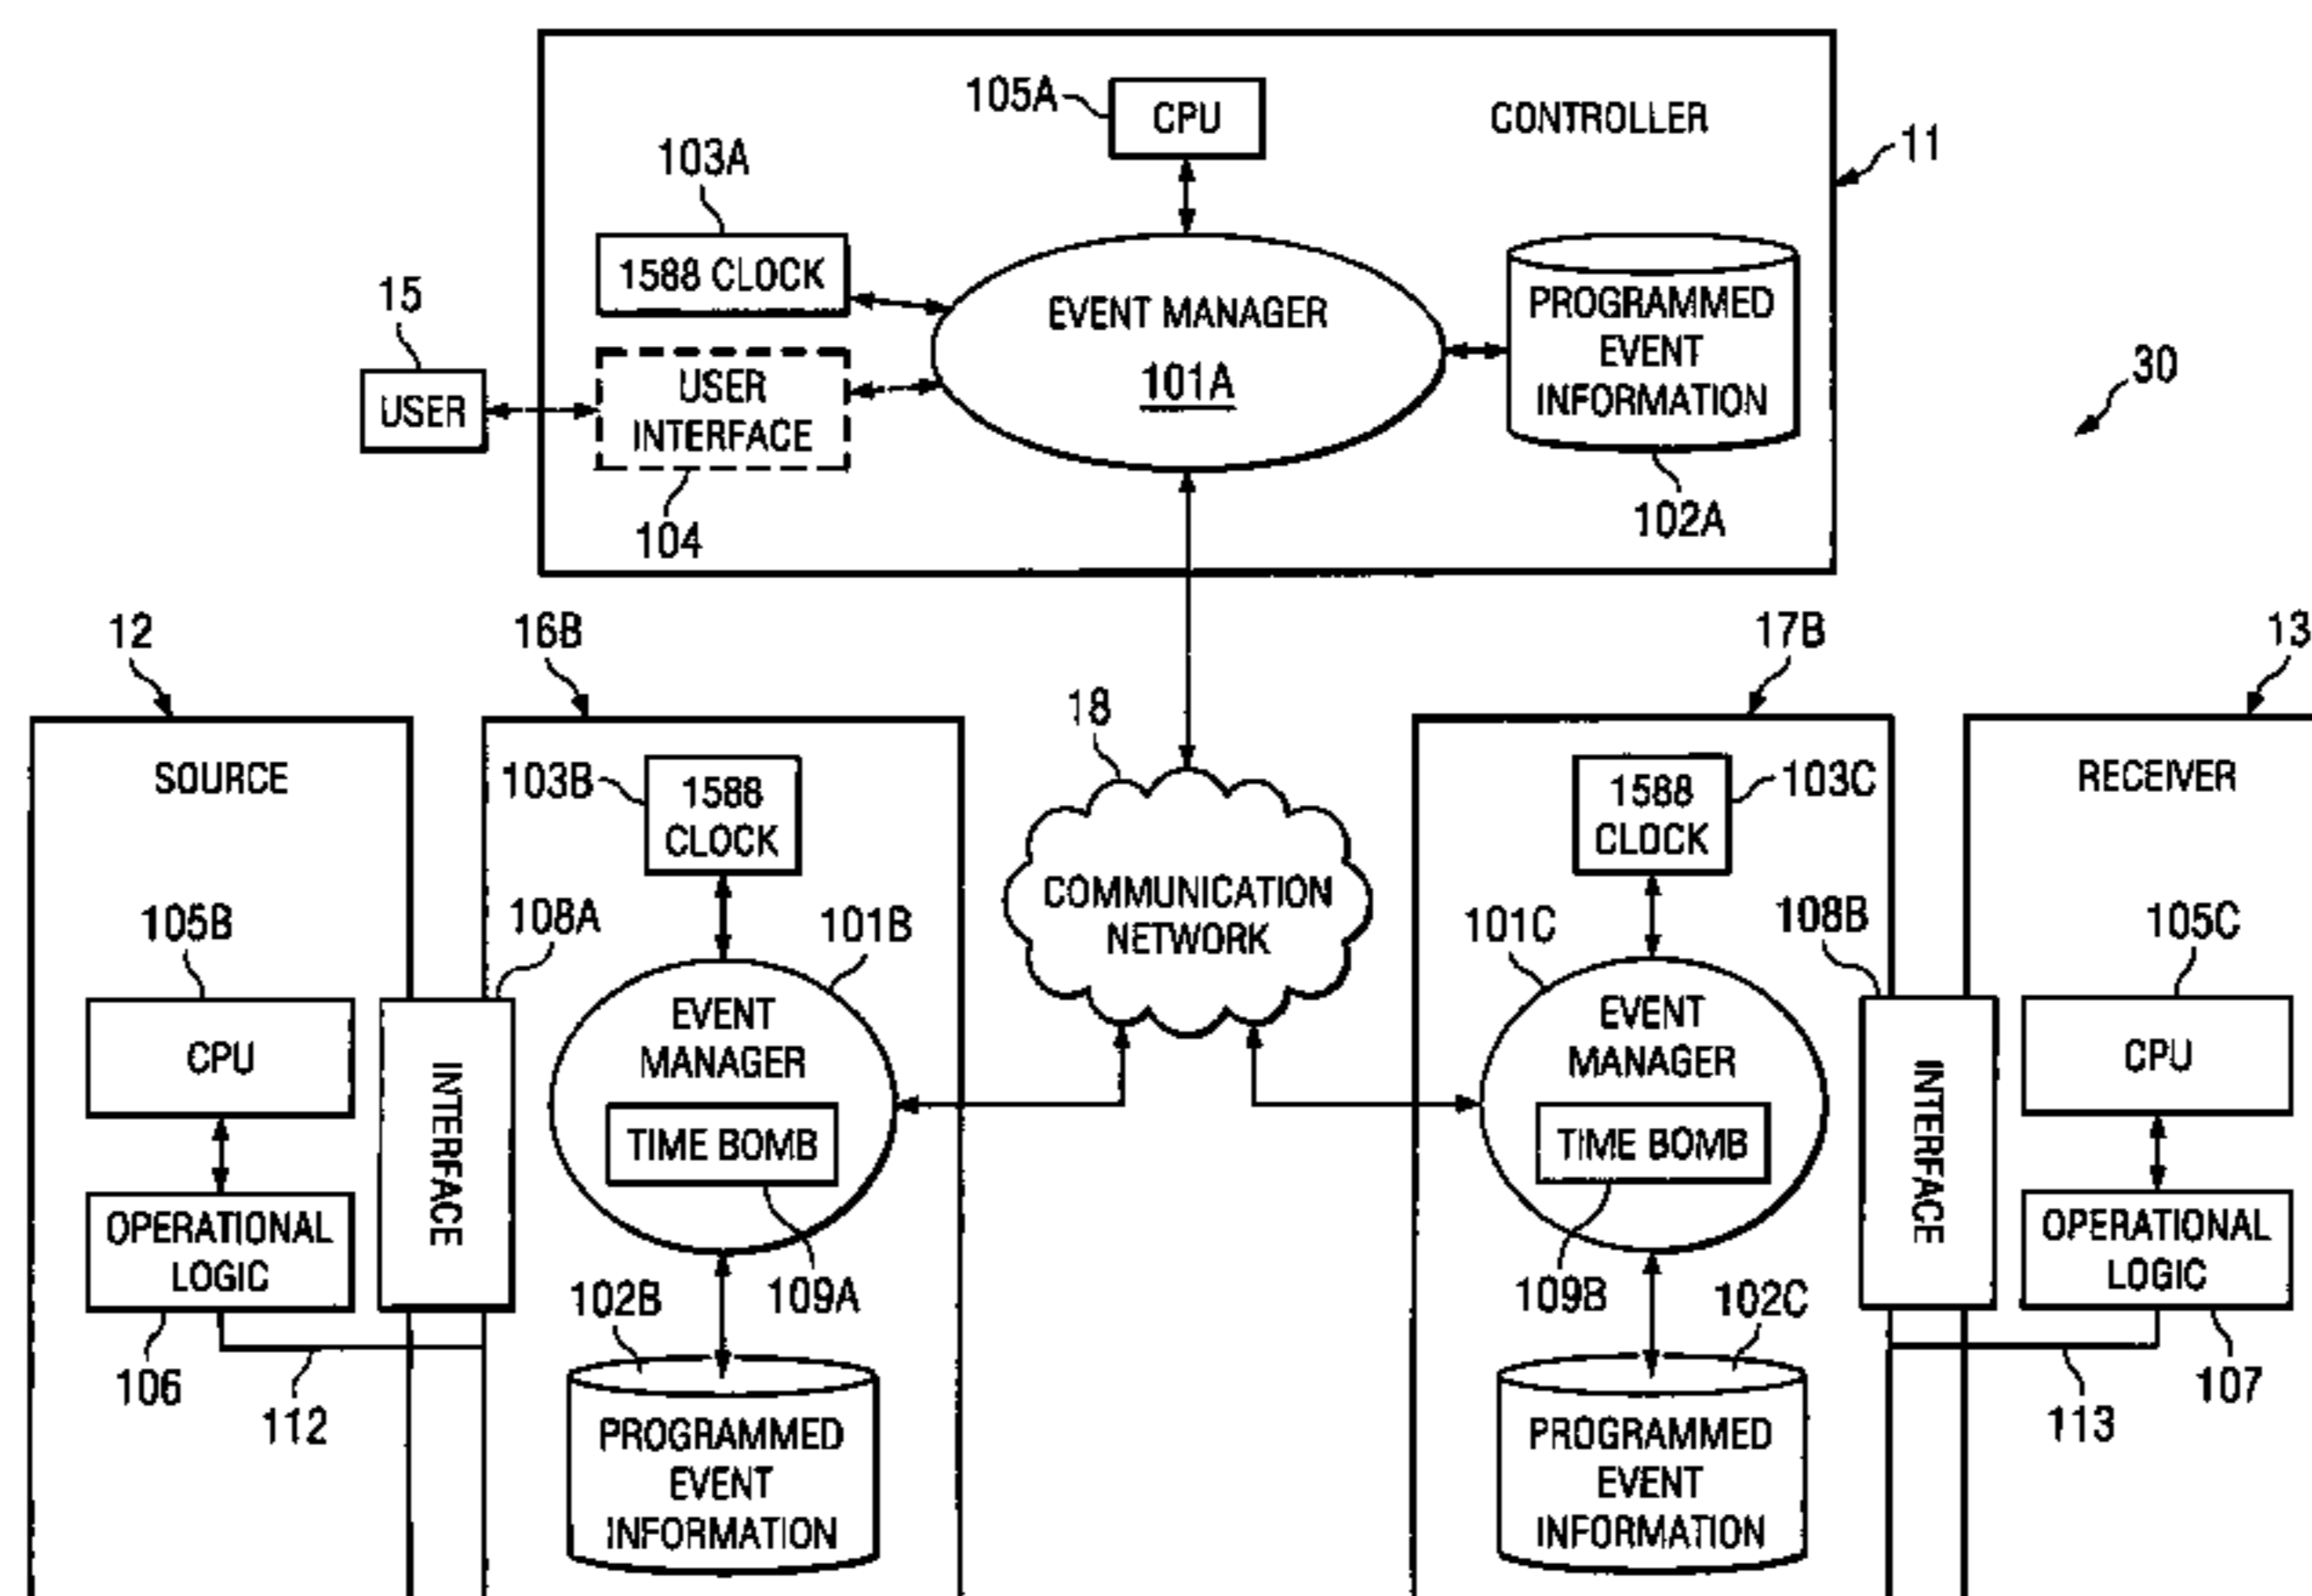 105A
CPU
CONTROLLER
11
103A
1588 CLOCK
15
USER
USER
INTERFACE
104
EVENT MANAGER
101A
PROGRAMMED
EVENT
INFORMATION
102A
30
12
SOURCE
105B
CPU
OPERATIONAL
LOGIC
106
112
108A
INTERFACE
16B
103B
1588
CLOCK
101B
EVENT
MANAGER
TIME BOMB
109A
102B
PROGRAMMED
EVENT
INFORMATION
18
COMMUNICATION
NETWORK
17B
1588
CLOCK
103C
101C
EVENT
MANAGER
TIME BOMB
109B
102C
PROGRAMMED
EVENT
INFORMATION
108B
INTERFACE
13
RECEIVER
105C
CPU
OPERATIONAL
LOGIC
107
113